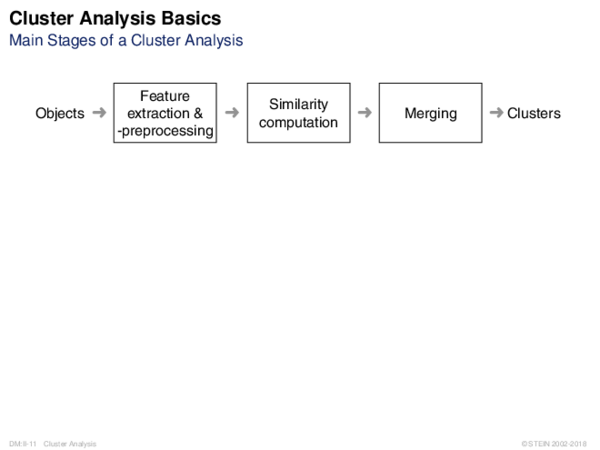 Cluster Analysis Basics
Main Stages of a Cluster Analysis
Objects → Feature extraction & -preprocessing → Similarity computation → Merging → Clusters
DM:II-11 Cluster Analysis
© STEIN 2002-2018